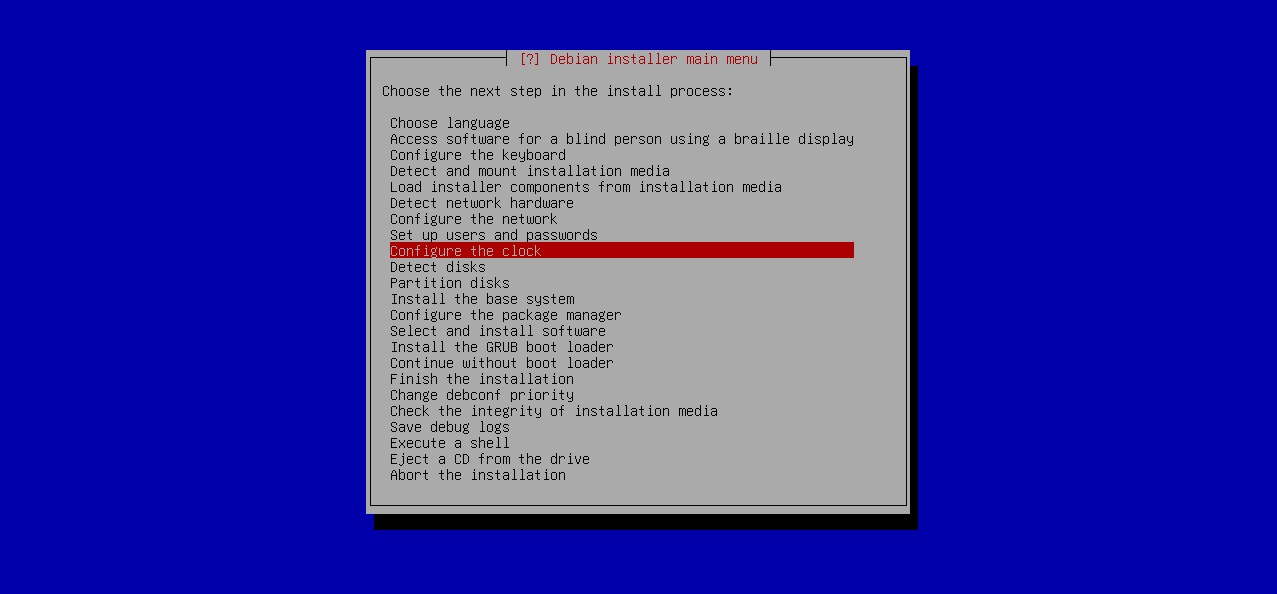 [?] Debian installer main menu
Choose the next step in the install process:
Choose language
Access software for a blind person using a braille display
Configure the keyboard
Detect and mount installation media
Load installer components from installation media
Detect network hardware
Configure the network
Set up users and passwords
Configure the clock
Detect disks
Partition disks
Install the base system
Configure the package manager
Select and install software
Install the GRUB boot loader
Continue without boot loader
Finish the installation
Change debconf priority
Check the integrity of installation media
Save debug logs
Execute a shell
Eject a CD from the drive
Abort the installation